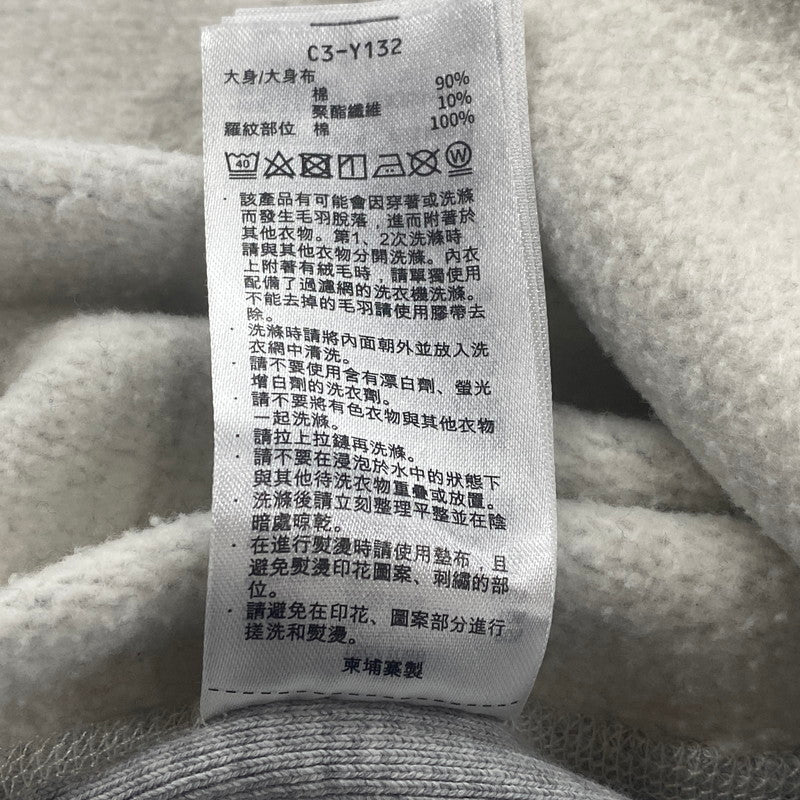 C3-Y132
大身/大身布
棉 90%
聚酯纖維 10%
羅紋部位 棉 100%
40 W
· 該產品有可能會因穿著或洗滌
而發生毛羽脫落，進而附著於
其他衣物。第1、2次洗滌時
請與其他衣物分開洗滌。內衣
上附著有絨毛時，請單獨使用
配備了過濾網的洗衣機洗滌。
不能去掉的毛羽請使用膠帶去
除。
· 洗滌時請將內面朝外並放入洗
衣網中清洗。
· 請不要使用含有漂白劑、螢光
增白劑的洗衣劑。
· 請不要將有色衣物與其他衣物
一起洗滌。
· 請拉上拉鏈再洗滌。
· 請不要在浸泡於水中的狀態下
與其他待洗衣物重疊或放置。
· 洗滌後請立刻整理平整並在陰
暗處晾乾。
· 在進行熨燙時請使用墊布，且
避免熨燙印花圖案、刺繡的部
位。
· 請避免在印花、圖案部分進行
搓洗和熨燙。
柬埔寨製